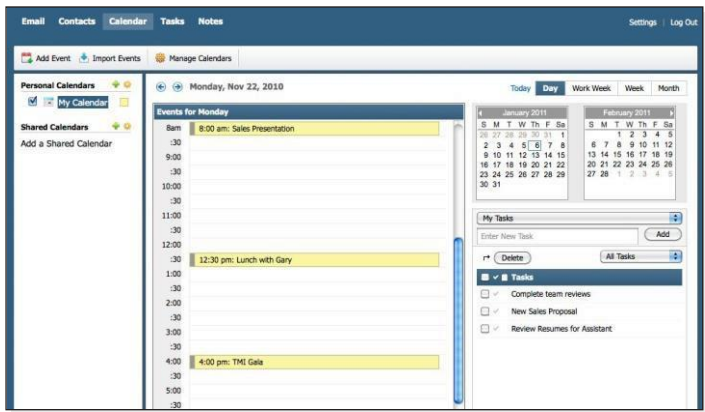 Email Contacts Calendar Tasks Notes
Settings | Log Out
Add Event Import Events Manage Calendars
Personal Calendars
My Calendar
Shared Calendars
Add a Shared Calendar
Monday, Nov 22, 2010
Today Day Work Week Week Month
Events for Monday
8am 8:00 am: Sales Presentation
:30
9:00
:30
10:00
:30
11:00
:30
12:00
:30 12:30 pm: Lunch with Gary
1:00
:30
2:00
:30
3:00
:30
4:00 4:00 pm: TMI Gala
:30
5:00
:30
January 2011
S M T W Th F Sa
26 27 28 29 30 31 1
2 3 4 5 6 7 8
9 10 11 12 13 14 15
16 17 18 19 20 21 22
23 24 25 26 27 28 29
30 31
February 2011
S M T W Th F Sa
1 2 3 4 5
6 7 8 9 10 11 12
13 14 15 16 17 18 19
20 21 22 23 24 25 26
27 28 1 2 3 4 5
My Tasks
Enter New Task Add
Delete All Tasks
Tasks
Complete team reviews
New Sales Proposal
Review Resumes for Assistant